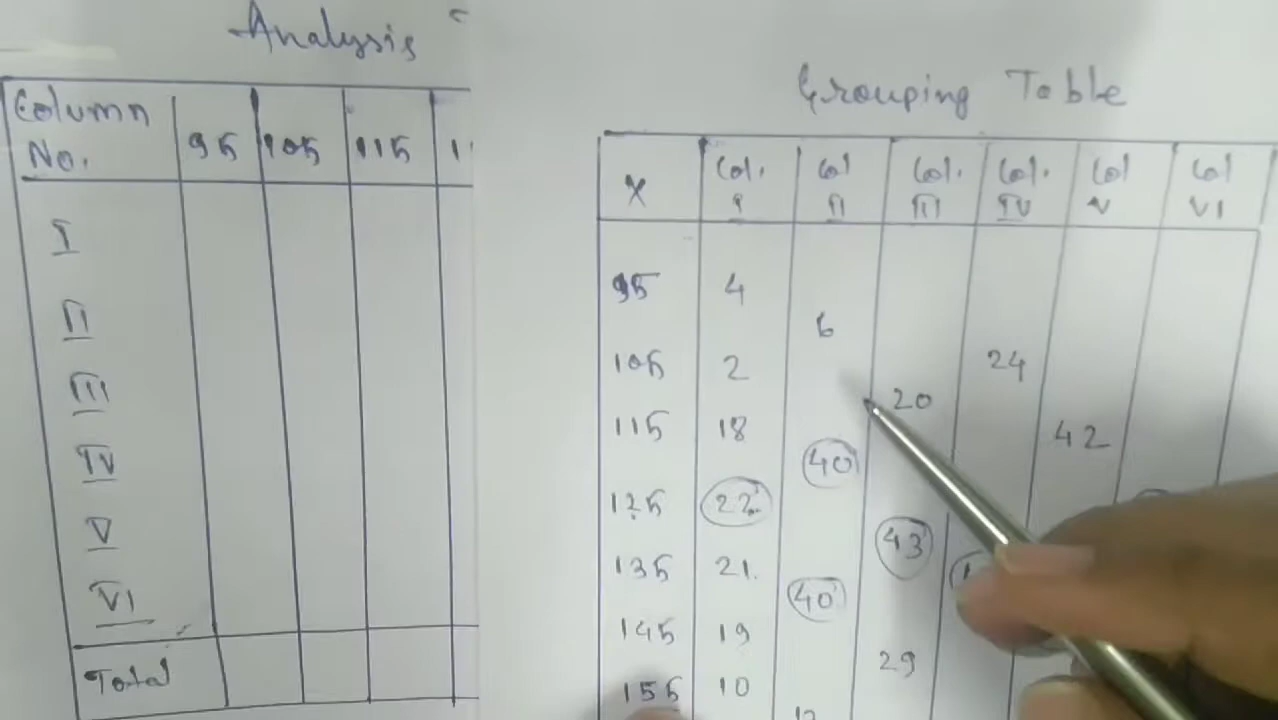 Analysis
Column No. 95 105 115
I
II
III
IV
V
VI
Total
Grouping Table
X Col. I Col II Col. III Col. IV Col V Col VI
95 4
6
105 2 24
20
115 18 42
40
125 22
43
135 21.
40
145 19
29
155 10